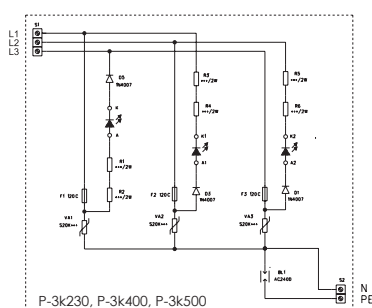 S1
L1
L2
L3
D5
1N4007
R3
***/2W
R5
***/2W
K
R4
***/2W
R6
***/2W
A
K1
K2
A1
A2
R1
***/2W
F1 120C
R2
***/2W
F2 120C
D3
1N4007
F3 120C
D1
1N4007
VA1
S20K***
VA2
S20K***
VA3
S20K***
BL1
AC240D
S2
N
PE
P-3k230, P-3k400, P-3k500